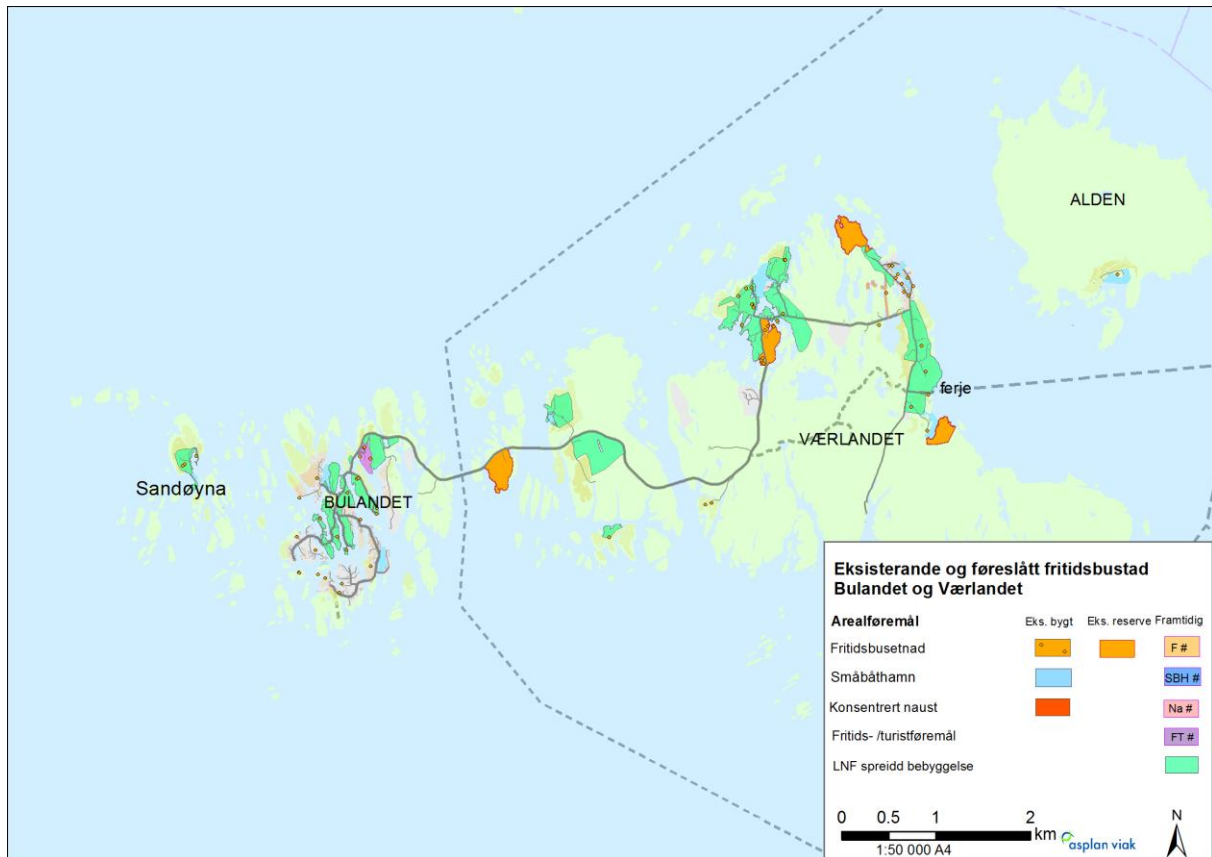 ALDEN
ferje
VÆRLANDET
Sandøyna
BULANDET
Eksisterande og føreslått fritidsbustad
Bulandet og Værlandet
Arealføremål Eks. bygt Eks. reserve Framtidig
Fritidsbusetnad F #
Småbåthamn SBH #
Konsentrert naust Na #
Fritids- /turistføremål FT #
LNF spreidd bebyggelse
0 0.5 1 2
km
1:50 000 A4
asplan viak
N